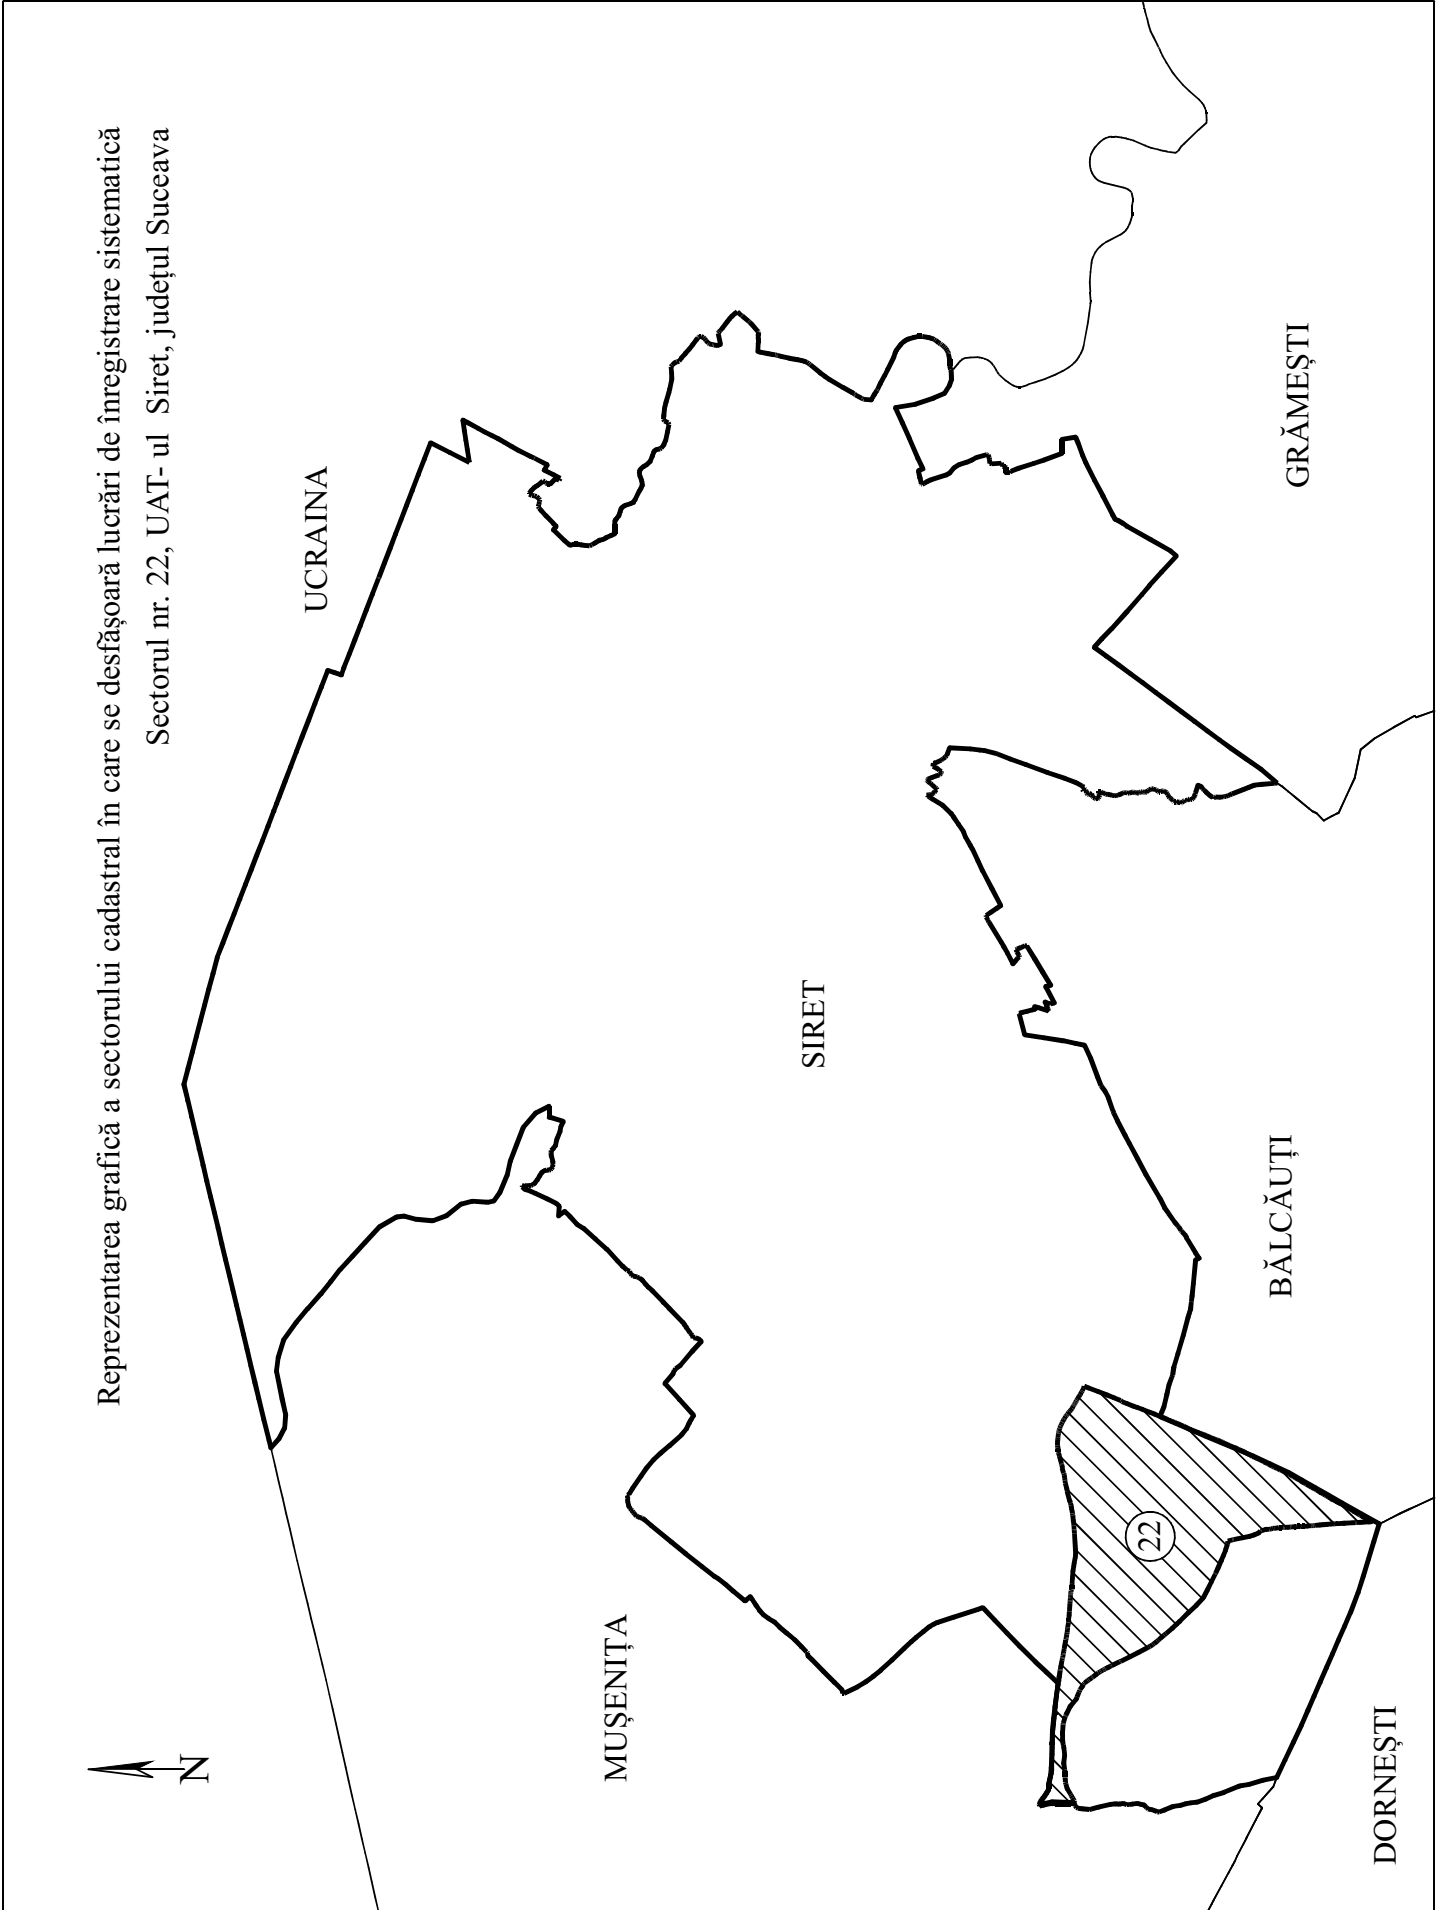 Reprezentarea grafică a sectorului cadastral în care se desfășoară lucrări de înregistrare sistematică
Sectorul nr. 22, UAT- ul Siret, județul Suceava
N
UCRAINA
MUȘENIȚA
SIRET
GRĂMEȘTI
BĂLCĂUȚI
22
DORNEȘTI